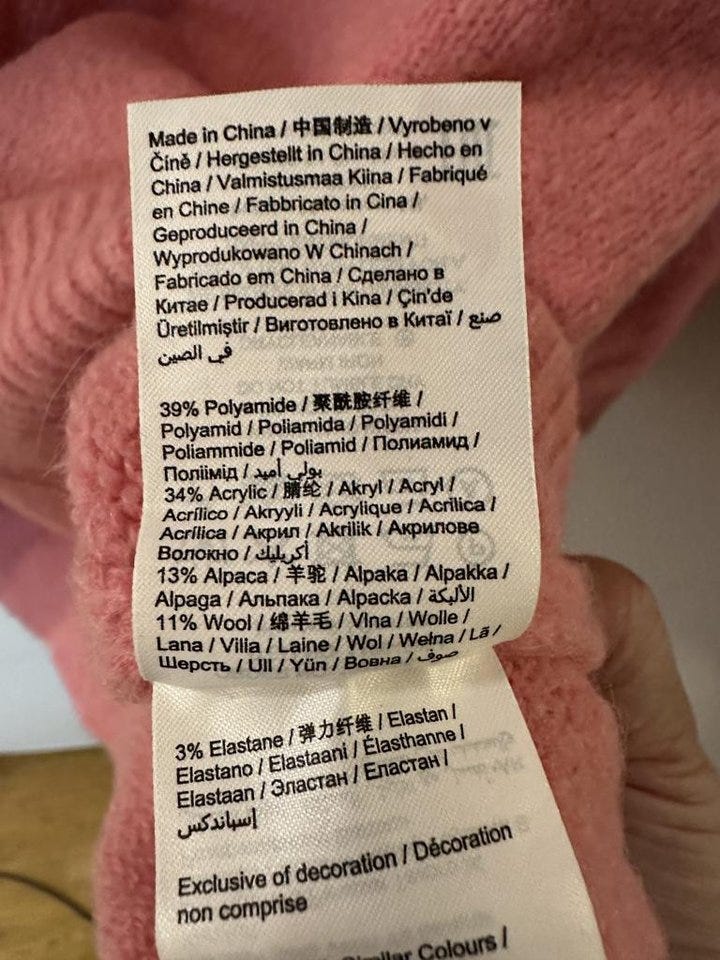 Made in China / 中国制造 / Vyrobeno v
Číně / Hergestellt in China / Hecho en
China / Valmistusmaa Kiina / Fabriqué
en Chine / Fabbricato in Cina /
Geproduceerd in China /
Wyprodukowano W Chinach /
Fabricado em China / Сделано в
Китае / Producerad i Kina / Çin'de
Üretilmiştir / Виготовлено в Китаї / صنع
في الصين
39% Polyamide / 聚酰胺纤维 /
Polyamid / Poliamida / Polyamidi /
Poliammide / Poliamid / Полиамид /
Поліімід / بولي أميد
34% Acrylic / 腈纶 / Akryl / Acryl /
Acrílico / Akryyli / Acrylique / Acrilica /
Acrílica / Акрил / Akrilik / Акрилове
Волокно / أكريليك
13% Alpaca / 羊驼 / Alpaka / Alpakka /
Alpaga / Альпака / Alpacka / الألبكة
11% Wool / 绵羊毛 / Vlna / Wolle /
Lana / Villa / Laine / Wol / Wełna / Lã /
Шерсть / Ull / Yün / Вовна / صوف
3% Elastane / 弹力纤维 / Elastan /
Elastano / Elastaani / Élasthanne /
Elastaan / Эластан / Еластан /
إسباندكس
Exclusive of decoration / Décoration
non comprise
Similar Colours /